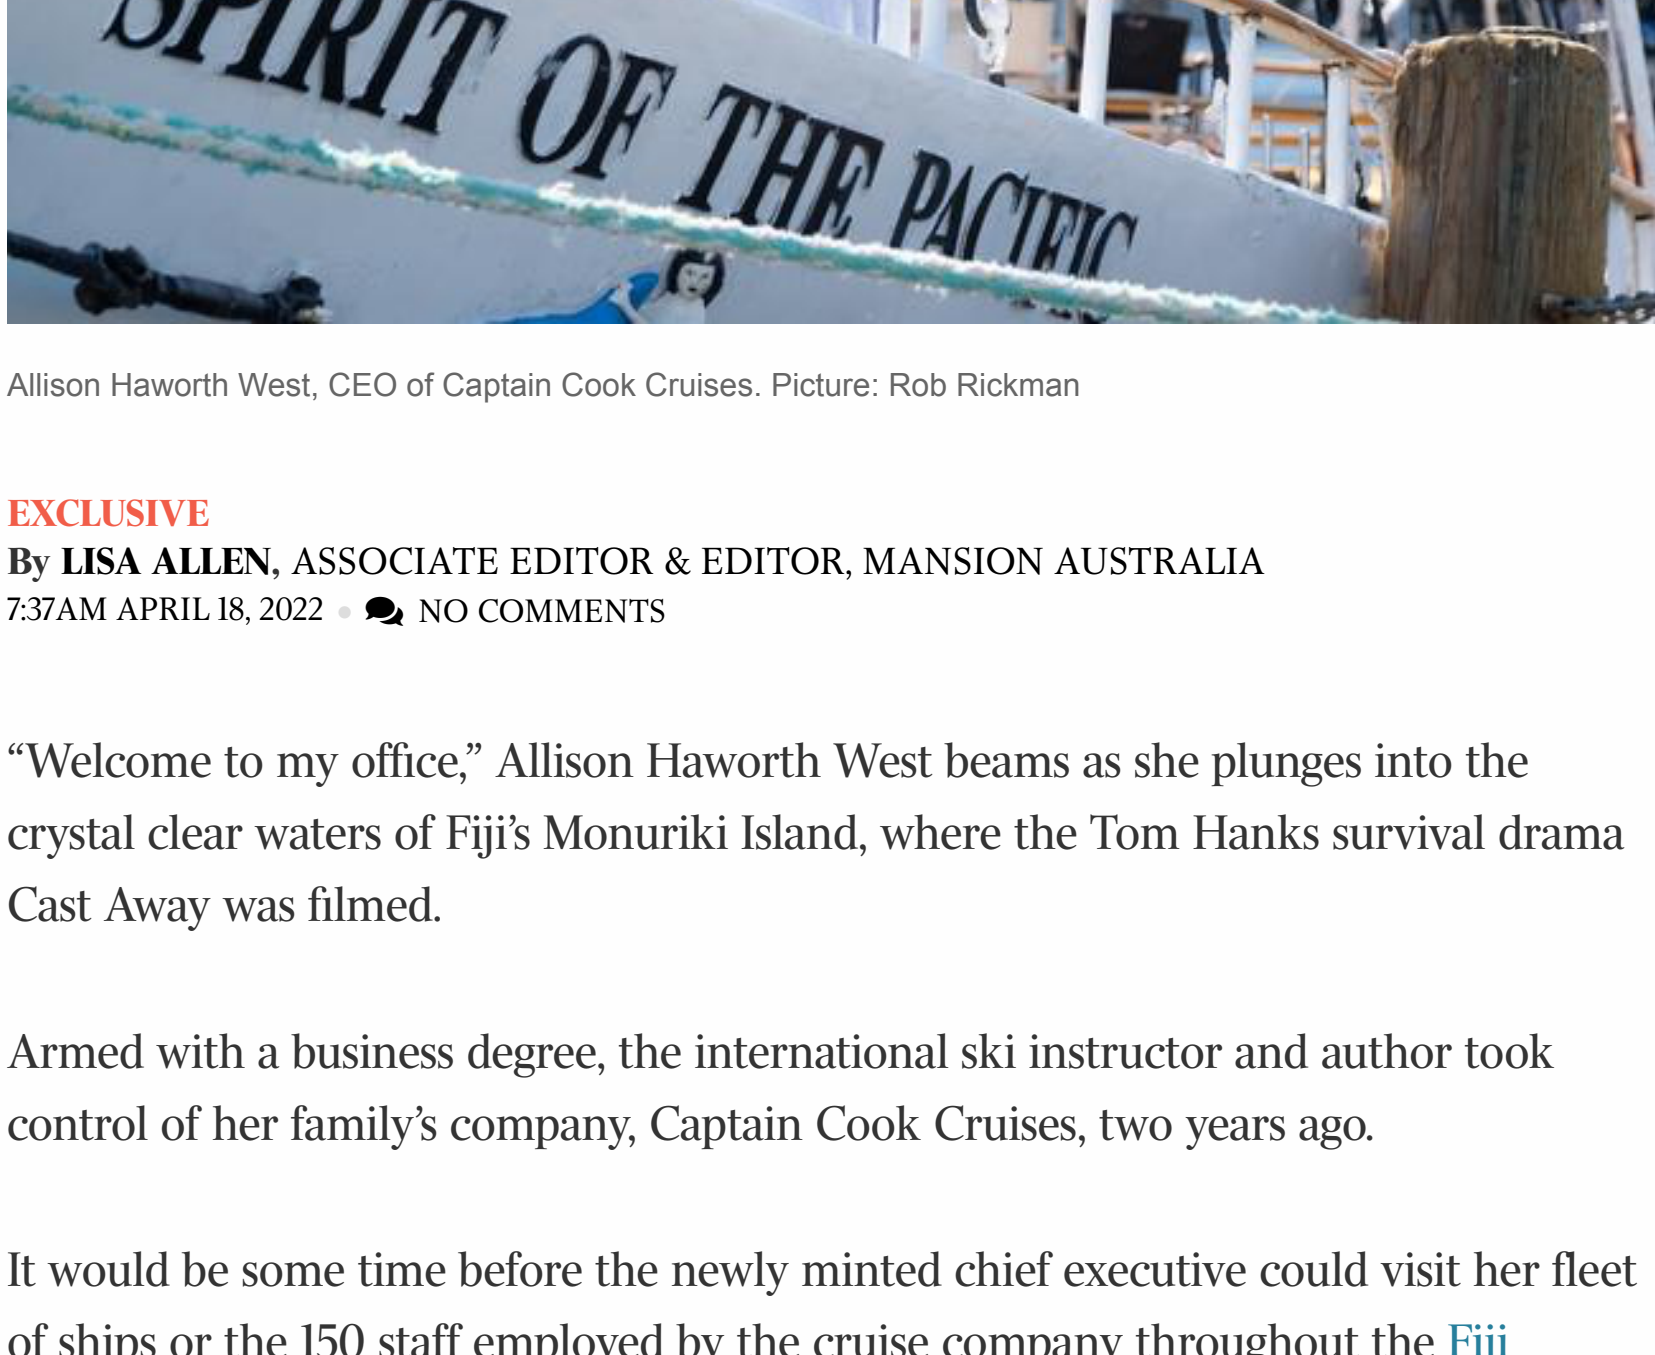 SPIRIT OF THE PACIFIC
Allison Haworth West, CEO of Captain Cook Cruises. Picture: Rob Rickman
EXCLUSIVE
By LISA ALLEN, ASSOCIATE EDITOR & EDITOR, MANSION AUSTRALIA
7:37AM APRIL 18, 2022 • NO COMMENTS
“Welcome to my office,” Allison Haworth West beams as she plunges into the
crystal clear waters of Fiji’s Monuriki Island, where the Tom Hanks survival drama
Cast Away was filmed.
Armed with a business degree, the international ski instructor and author took
control of her family’s company, Captain Cook Cruises, two years ago.
It would be some time before the newly minted chief executive could visit her fleet
of ships or the 150 staff employed by the cruise company throughout the Fiji